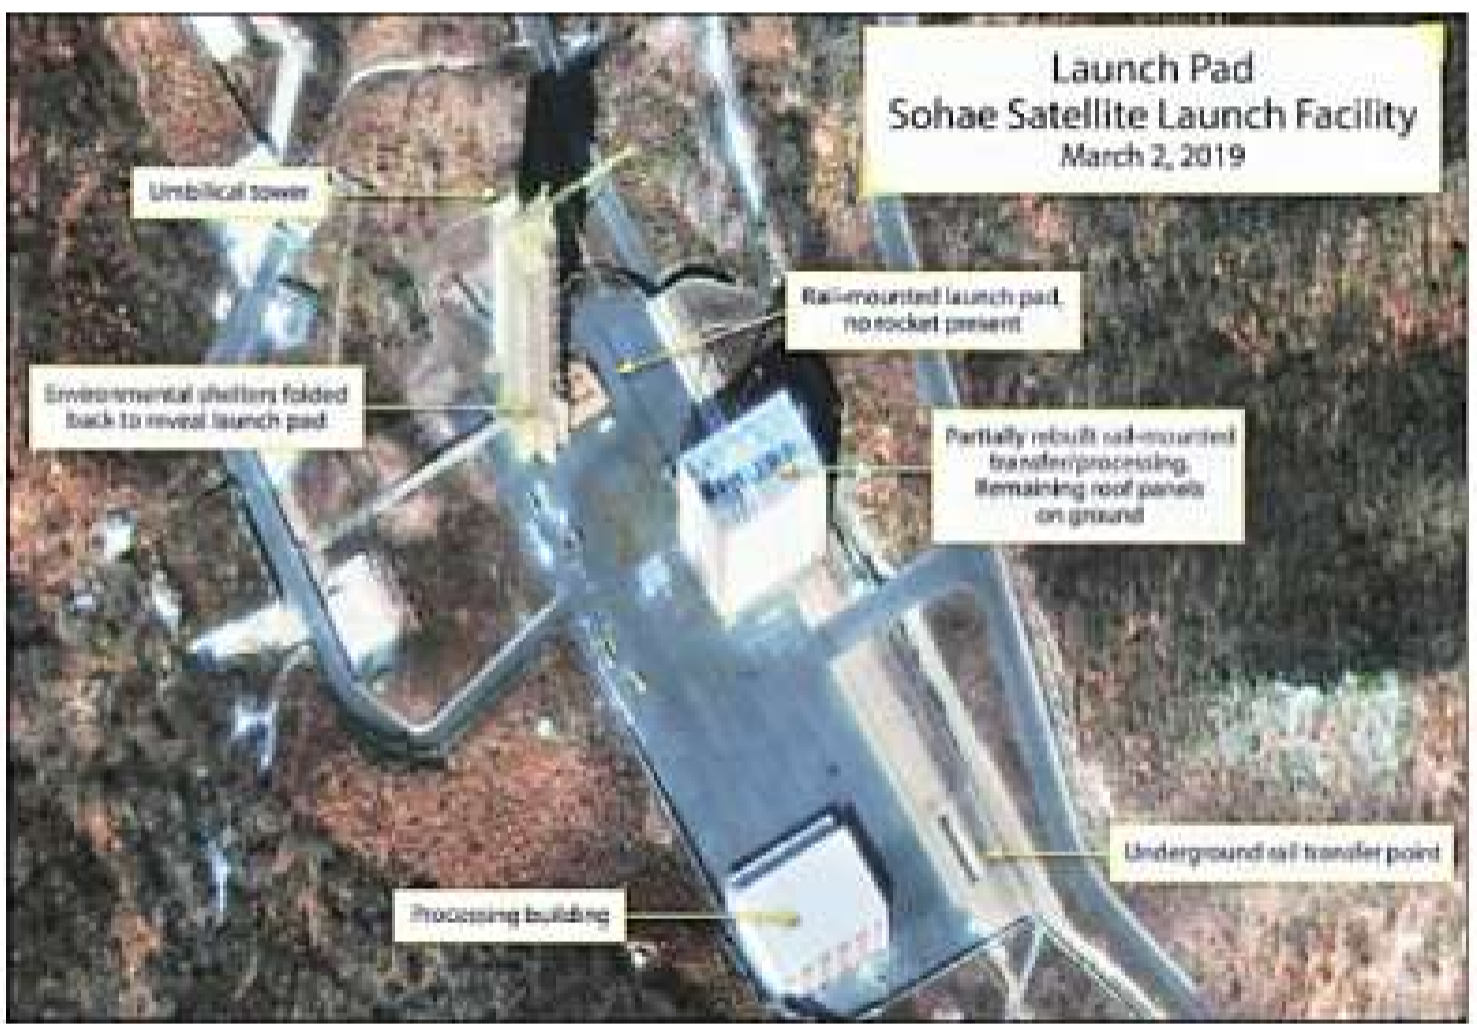 Launch Pad
Sohae Satellite Launch Facility
March 2, 2019
Umbilical tower
Rail-mounted launch pad,
no rocket present
Environmental shelters folded
back to reveal launch pad
Partially rebuilt rail-mounted
transfer/processing.
Remaining roof panels
on ground
Underground rail transfer point
Processing building